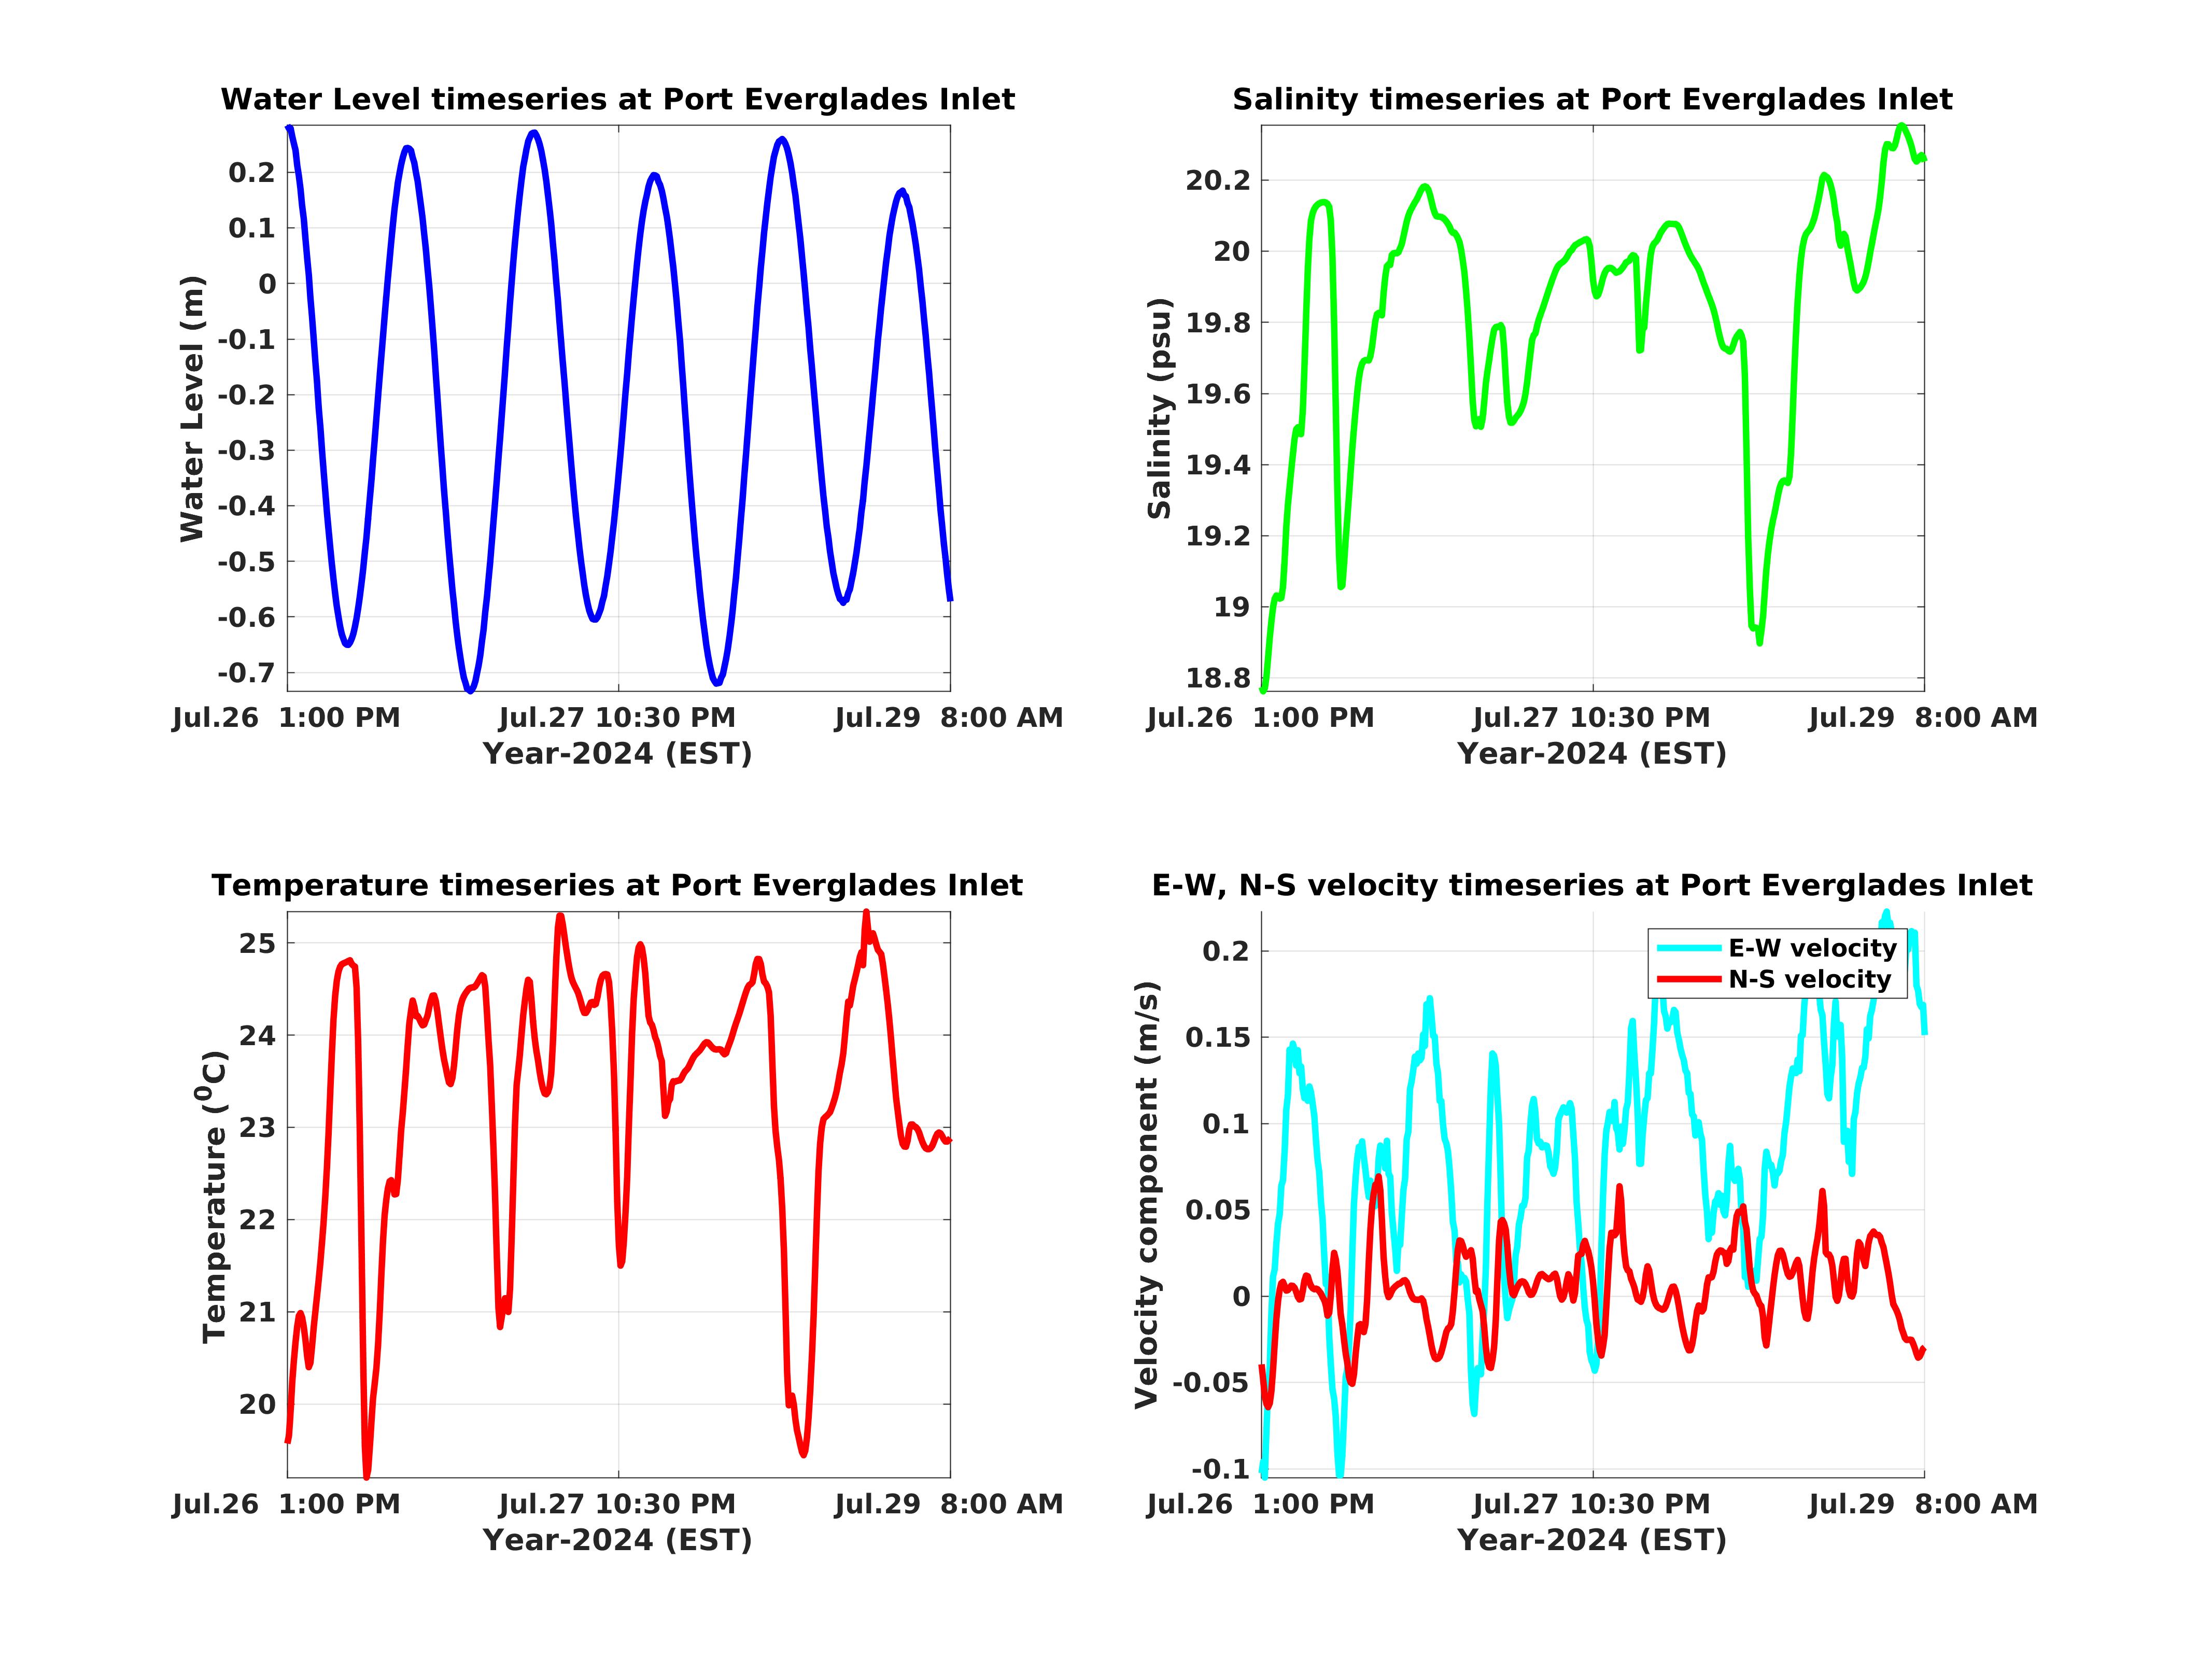 Water Level timeseries at Port Everglades Inlet
0.2
0.1
0
-0.1
-0.2
-0.3
-0.4
-0.5
-0.6
-0.7
Water Level (m)
Jul.26 1:00 PM
Jul.27 10:30 PM
Jul.29 8:00 AM
Year-2024 (EST)
Salinity timeseries at Port Everglades Inlet
20.2
20
19.8
19.6
19.4
19.2
19
18.8
Salinity (psu)
Jul.26 1:00 PM
Jul.27 10:30 PM
Jul.29 8:00 AM
Year-2024 (EST)
Temperature timeseries at Port Everglades Inlet
25
24
23
22
21
20
Temperature (⁰C)
Jul.26 1:00 PM
Jul.27 10:30 PM
Jul.29 8:00 AM
Year-2024 (EST)
E-W, N-S velocity timeseries at Port Everglades Inlet
E-W velocity
N-S velocity
0.2
0.15
0.1
0.05
0
-0.05
-0.1
Velocity component (m/s)
Jul.26 1:00 PM
Jul.27 10:30 PM
Jul.29 8:00 AM
Year-2024 (EST)